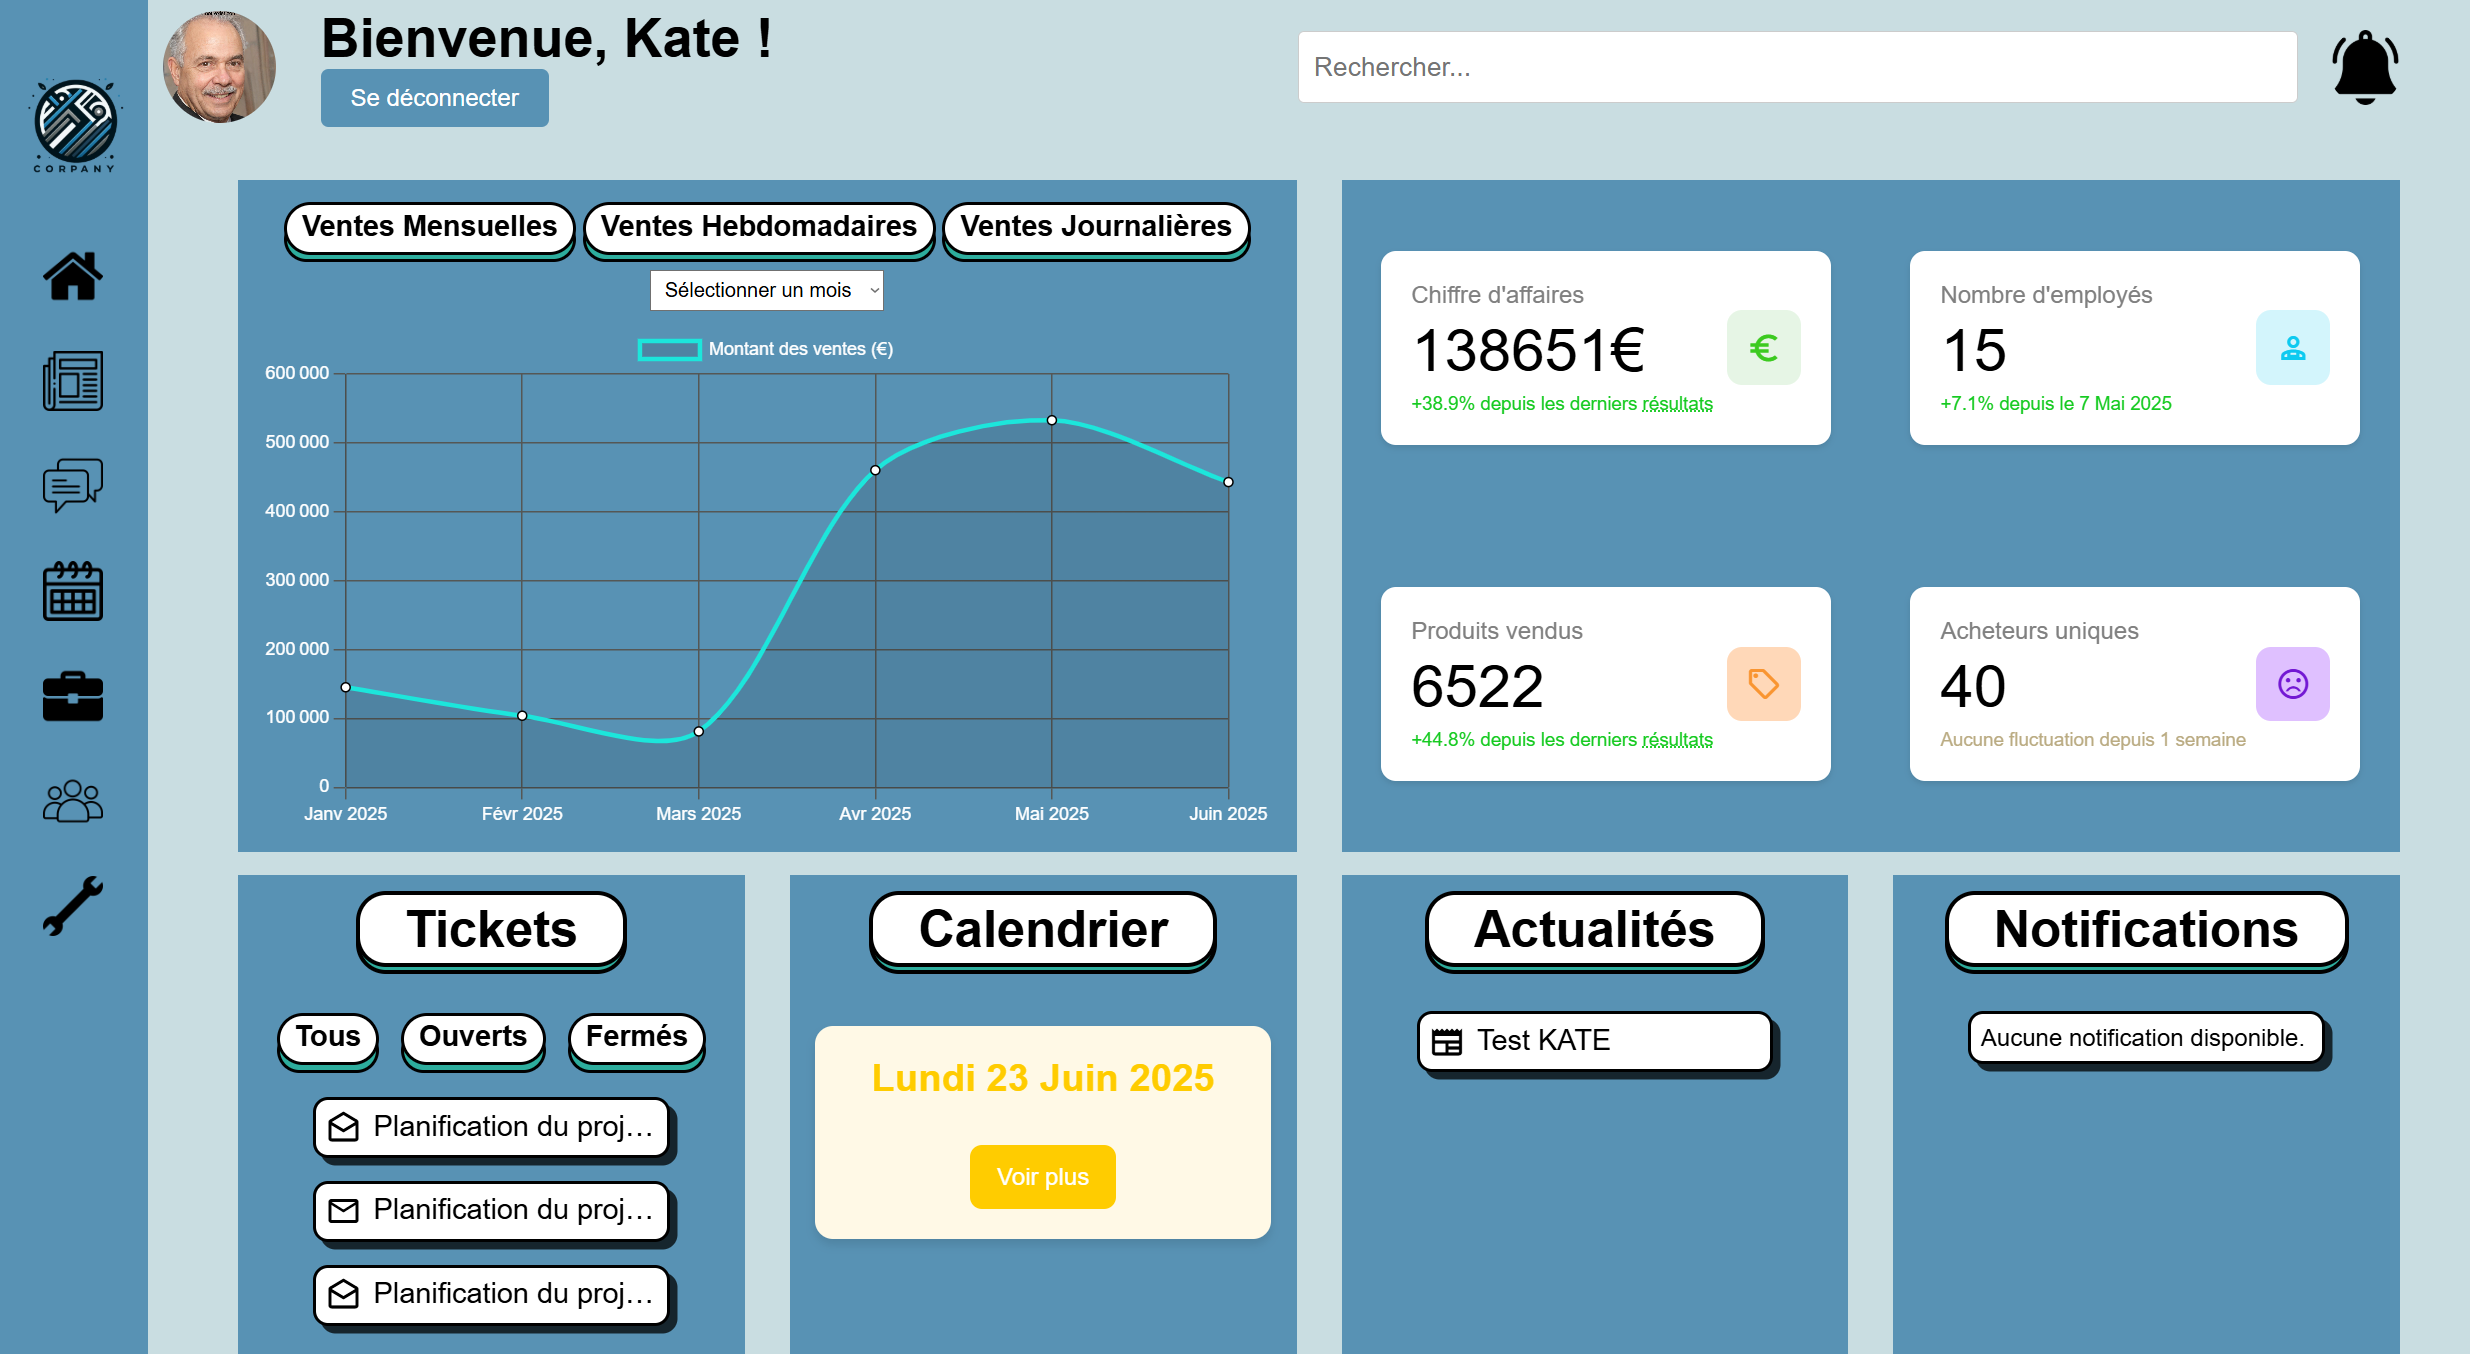 CORPANY
Bienvenue, Kate !
Se déconnecter
Rechercher...
Ventes Mensuelles
Ventes Hebdomadaires
Ventes Journalières
Sélectionner un mois
Montant des ventes (€)
600 000
500 000
400 000
300 000
200 000
100 000
0
Janv 2025
Févr 2025
Mars 2025
Avr 2025
Mai 2025
Juin 2025
Chiffre d'affaires
138651€
+38.9% depuis les derniers résultats
Nombre d'employés
15
+7.1% depuis le 7 Mai 2025
Produits vendus
6522
+44.8% depuis les derniers résultats
Acheteurs uniques
40
Aucune fluctuation depuis 1 semaine
Tickets
Tous
Ouverts
Fermés
Planification du proj…
Planification du proj…
Planification du proj…
Calendrier
Lundi 23 Juin 2025
Voir plus
Actualités
Test KATE
Notifications
Aucune notification disponible.